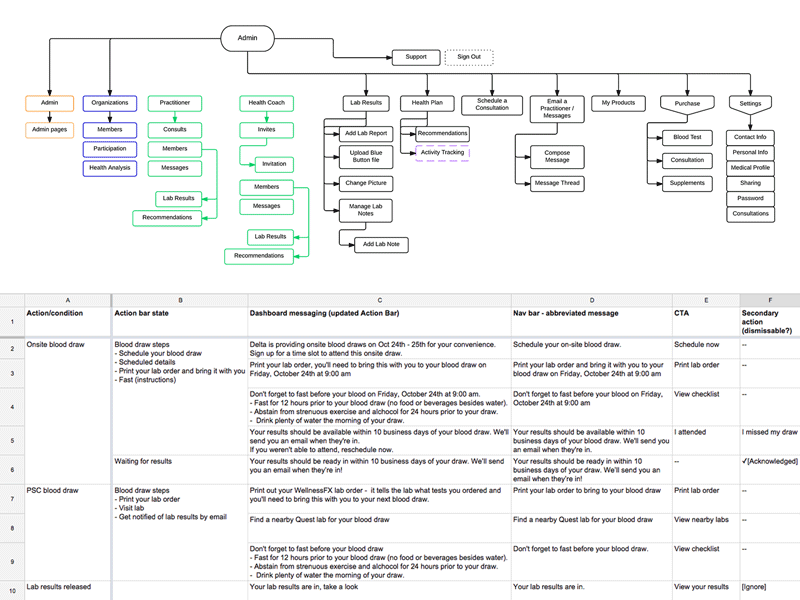 Admin
Support
Sign Out
Admin
Organizations
Practitioner
Health Coach
Lab Results
Health Plan
Schedule a
Consultation
Email a
Practitioner /
Messages
My Products
Purchase
Settings
Admin pages
Members
Participation
Health Analysis
Consults
Members
Messages
Lab Results
Recommendations
Invites
Invitation
Members
Messages
Lab Results
Recommendations
Add Lab Report
Upload Blue
Button file
Change Picture
Manage Lab
Notes
Add Lab Note
Recommendations
Activity Tracking
Compose
Message
Message Thread
Blood Test
Consultation
Supplements
Contact Info
Personal Info
Medical Profile
Sharing
Password
Consultations
A B C D E F
1 Action/condition Action bar state Dashboard messaging (updated Action Bar) Nav bar - abbreviated message CTA Secondary
action
(dismissable?)
2 Onsite blood draw Blood draw steps Delta is providing onsite blood draws on Oct 24th - 25th for your convenience. Schedule your on-site blood draw. Schedule now --
- Schedule your blood draw Sign up for a time slot to attend this onsite draw.
- Scheduled details
3 - Print your lab order and bring it with you Print your lab order, you'll need to bring this with you to your blood draw on Print your lab order and bring it with you to your Print lab order --
- Fast (instructions) Friday, October 24th at 9:00 am blood draw on Friday, October 24th at 9:00 am
4 Don't forget to fast before your blood draw on Friday, October 24th at 9:00 am. Don't forget to fast before your blood draw on Friday, View checklist --
- Fast for 12 hours prior to your blood draw (no food or beverages besides water). October 24th at 9:00 am
- Abstain from strenuous exercise and alchocol for 24 hours prior to your draw.
- Drink plenty of water the morning of your draw.
5 Your results should be available within 10 business days of your blood draw. We'll Your results should be available within 10 I attended I missed my draw
send you an email when they're in. business days of your blood draw. We'll send you
If you weren't able to attend, reschedule now. an email when they're in.
6 Waiting for results Your results should be ready in within 10 business days of your draw. We'll send Your results should be ready in within 10 -- ✓[Acknowledged]
you an email when they're in! business days of your draw. We'll send you an
email when they're in!
7 PSC blood draw Blood draw steps Print out your WellnessFX lab order - it tells the lab what tests you ordered and Print your lab order to bring to your blood draw Print lab order --
- Print your lab order you'll need to bring this with you to your next blood draw.
- Visit lab
8 - Get notified of lab results by email Find a nearby Quest lab for your blood draw Find a nearby Quest lab for your blood draw View nearby labs --
9 Don't forget to fast before your blood draw Don't forget to fast before your blood draw. View checklist --
- Fast for 12 hours prior to your blood draw (no food or beverages besides water).
- Abstain from strenuous exercise and alchocol for 24 hours prior to your draw.
- Drink plenty of water the morning of your draw.
10 Lab results released Your lab results are in, take a look Your lab results are in. View your results [Ignore]